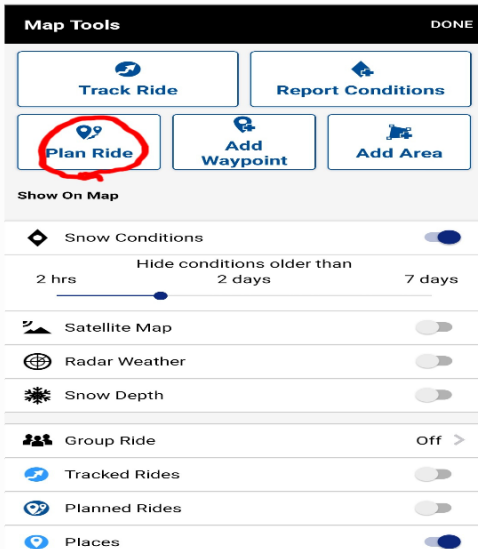 Map Tools DONE
Track Ride Report Conditions
Plan Ride Add Waypoint Add Area
Show On Map
Snow Conditions
Hide conditions older than
2 hrs 2 days 7 days
Satellite Map
Radar Weather
Snow Depth
Group Ride Off >
Tracked Rides
Planned Rides
Places